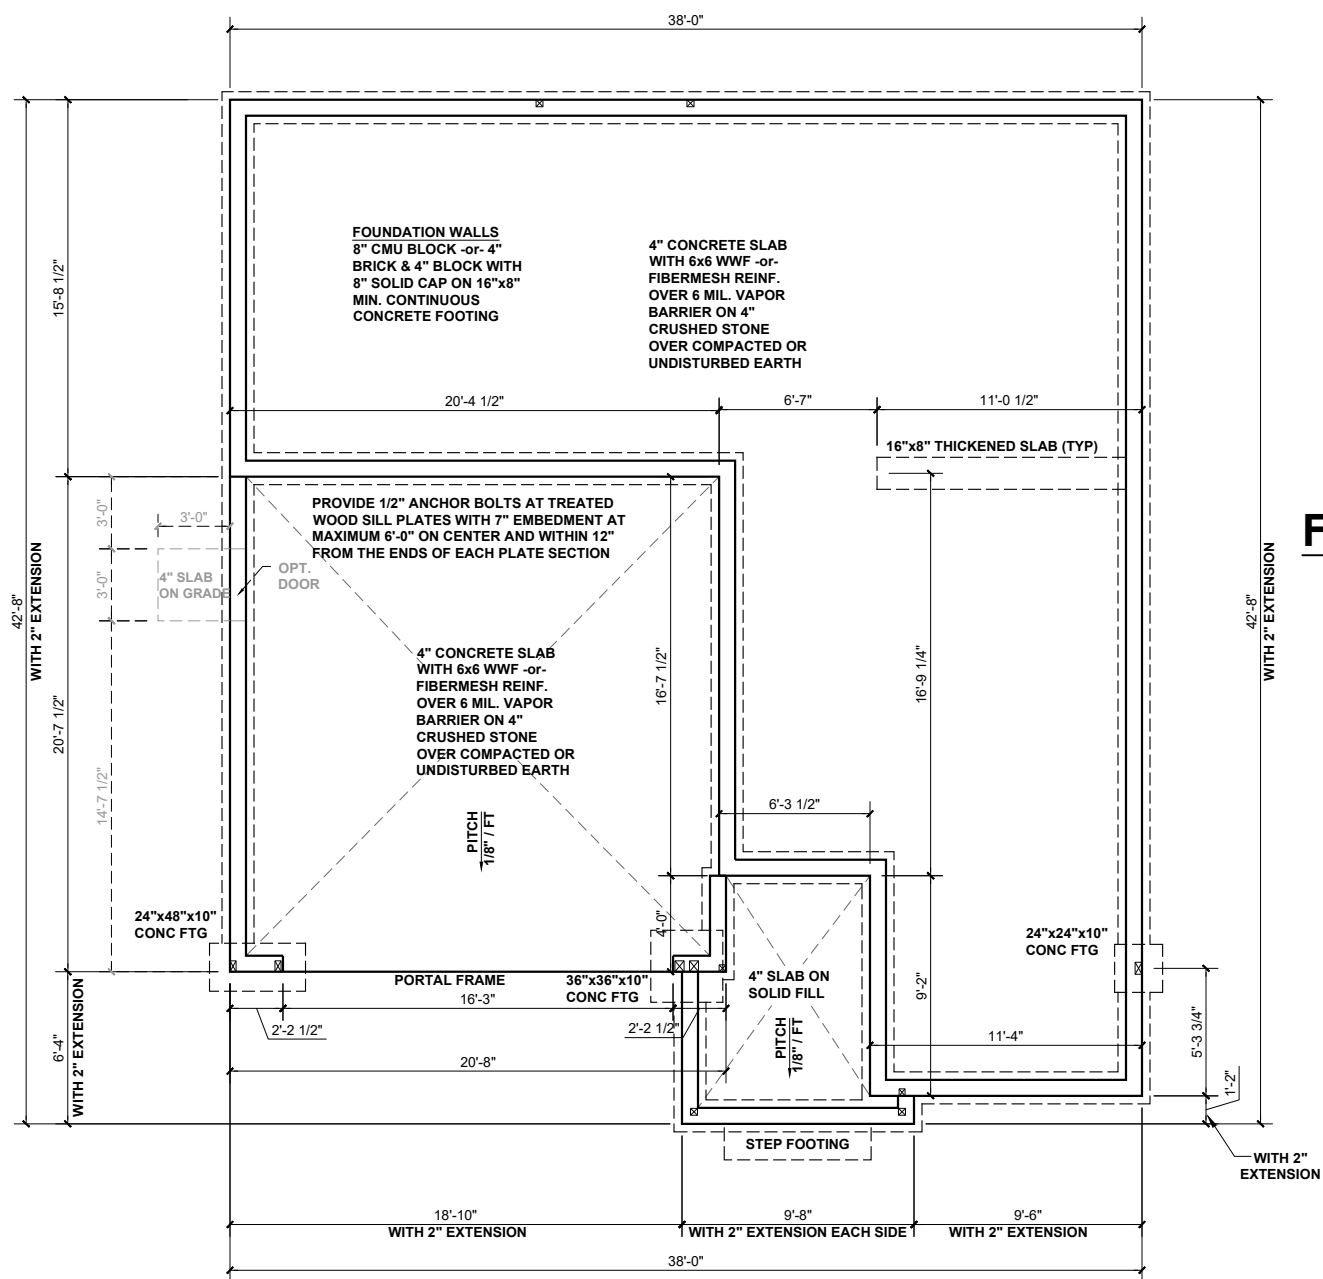 38'-0"
FOUNDATION WALLS
8" CMU BLOCK -or- 4"
BRICK & 4" BLOCK WITH
8" SOLID CAP ON 16"x8"
MIN. CONTINUOUS
CONCRETE FOOTING
4" CONCRETE SLAB
WITH 6x6 WWF -or-
FIBERMESH REINF.
OVER 6 MIL. VAPOR
BARRIER ON 4"
CRUSHED STONE
OVER COMPACTED OR
UNDISTURBED EARTH
15'-8 1/2"
20'-4 1/2"
6'-7"
11'-0 1/2"
16"x8" THICKENED SLAB (TYP)
PROVIDE 1/2" ANCHOR BOLTS AT TREATED
WOOD SILL PLATES WITH 7" EMBEDMENT AT
MAXIMUM 6'-0" ON CENTER AND WITHIN 12"
FROM THE ENDS OF EACH PLATE SECTION
3'-0"
3'-0"
3'-0"
4" SLAB
ON GRADE
OPT.
DOOR
F
42'-8"
WITH 2" EXTENSION
42'-8"
WITH 2" EXTENSION
20'-7 1/2"
14'-7 1/2"
4" CONCRETE SLAB
WITH 6x6 WWF -or-
FIBERMESH REINF.
OVER 6 MIL. VAPOR
BARRIER ON 4"
CRUSHED STONE
OVER COMPACTED OR
UNDISTURBED EARTH
16'-7 1/2"
16'-9 1/4"
6'-3 1/2"
PITCH
1/8" / FT
24"x48"x10"
CONC FTG
4'-0"
24"x24"x10"
CONC FTG
PORTAL FRAME
36"x36"x10"
CONC FTG
4" SLAB ON
SOLID FILL
9'-2"
16'-3"
2'-2 1/2"
2'-2 1/2"
PITCH
1/8" / FT
11'-4"
5'-3 3/4"
6'-4"
WITH 2" EXTENSION
20'-8"
1'-2"
STEP FOOTING
WITH 2"
EXTENSION
18'-10"
WITH 2" EXTENSION
9'-8"
WITH 2" EXTENSION EACH SIDE
9'-6"
WITH 2" EXTENSION
38'-0"